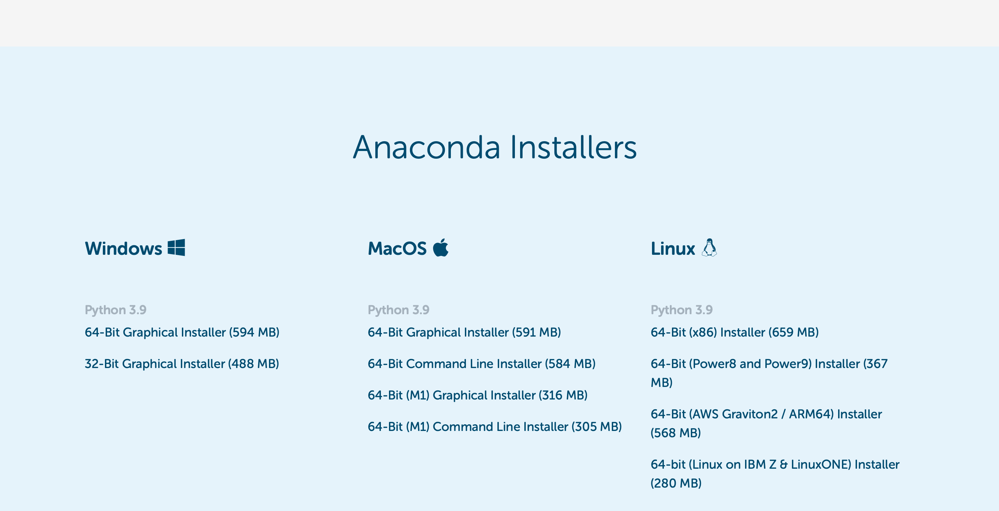 Anaconda Installers
Windows
Python 3.9
64-Bit Graphical Installer (594 MB)
32-Bit Graphical Installer (488 MB)
MacOS
Python 3.9
64-Bit Graphical Installer (591 MB)
64-Bit Command Line Installer (584 MB)
64-Bit (M1) Graphical Installer (316 MB)
64-Bit (M1) Command Line Installer (305 MB)
Linux
Python 3.9
64-Bit (x86) Installer (659 MB)
64-Bit (Power8 and Power9) Installer (367
MB)
64-Bit (AWS Graviton2 / ARM64) Installer
(568 MB)
64-bit (Linux on IBM Z & LinuxONE) Installer
(280 MB)